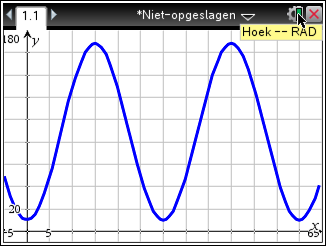 1.1 *Niet-opgeslagen
Hoek -- RAD
180 y
20
x
-5 5 65